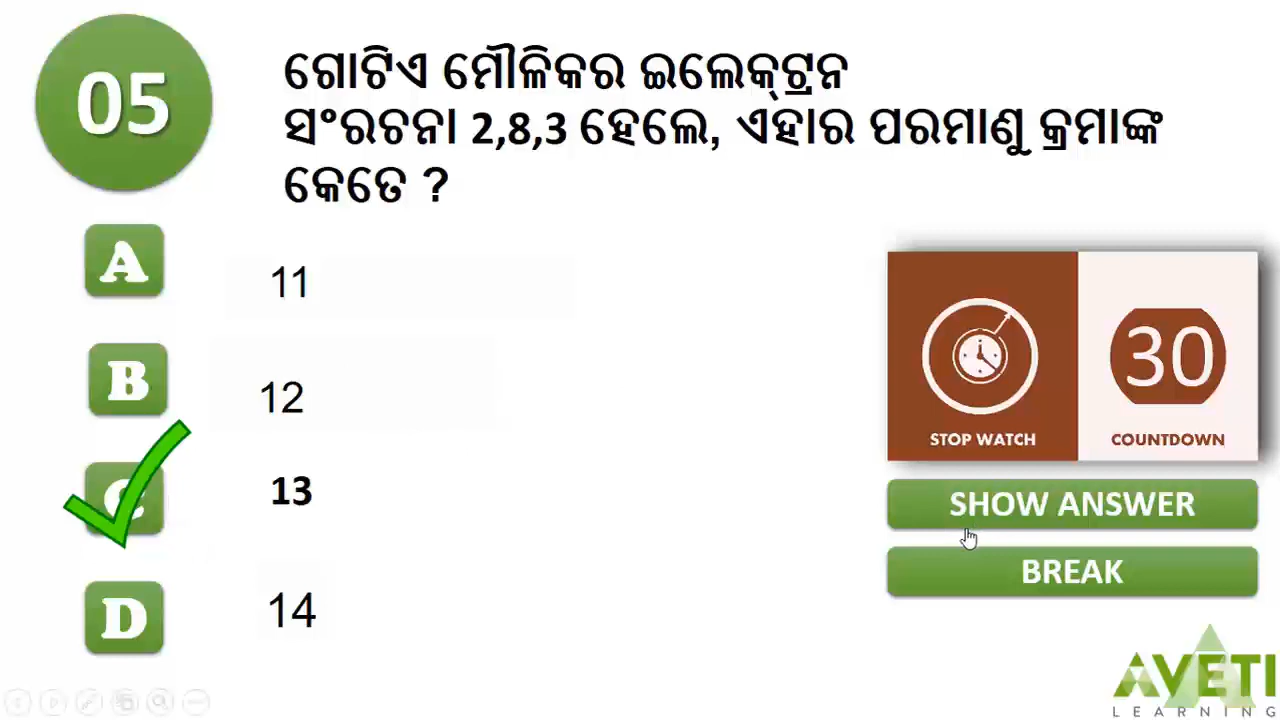 05
ଗୋଟିଏ ମୌଳିକର ଇଲେକ୍ଟ୍ରନ
ସଂରଚନା 2,8,3 ହେଲେ, ଏହାର ପରମାଣୁ କ୍ରମାଙ୍କ
କେତେ ?
A
11
B
12
C
13
D
14
STOP WATCH
30
COUNTDOWN
SHOW ANSWER
BREAK
AVETI
LEARNING